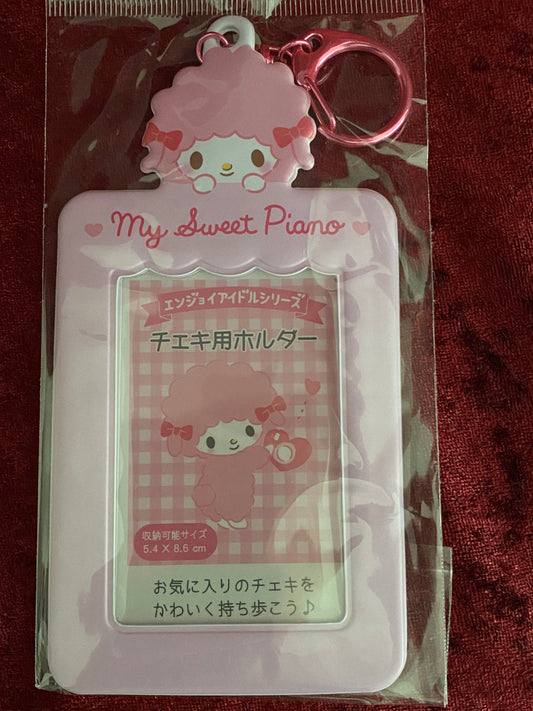 My Sweet Piano
エンジョイアイドルシリーズ
チェキ用ホルダー
収納可能サイズ
5.4 X 8.6 cm
お気に入りのチェキを
かわいく持ち歩こう♪